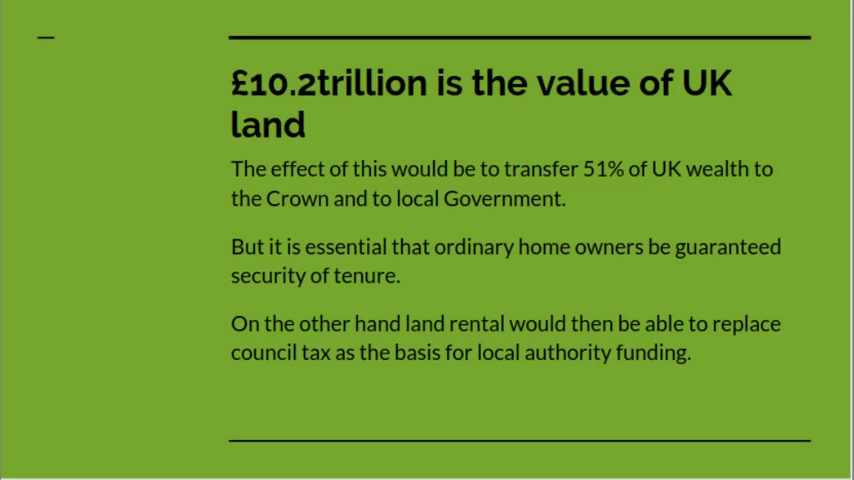 £10.2trillion is the value of UK
land
The effect of this would be to transfer 51% of UK wealth to
the Crown and to local Government.
But it is essential that ordinary home owners be guaranteed
security of tenure.
On the other hand land rental would then be able to replace
council tax as the basis for local authority funding.